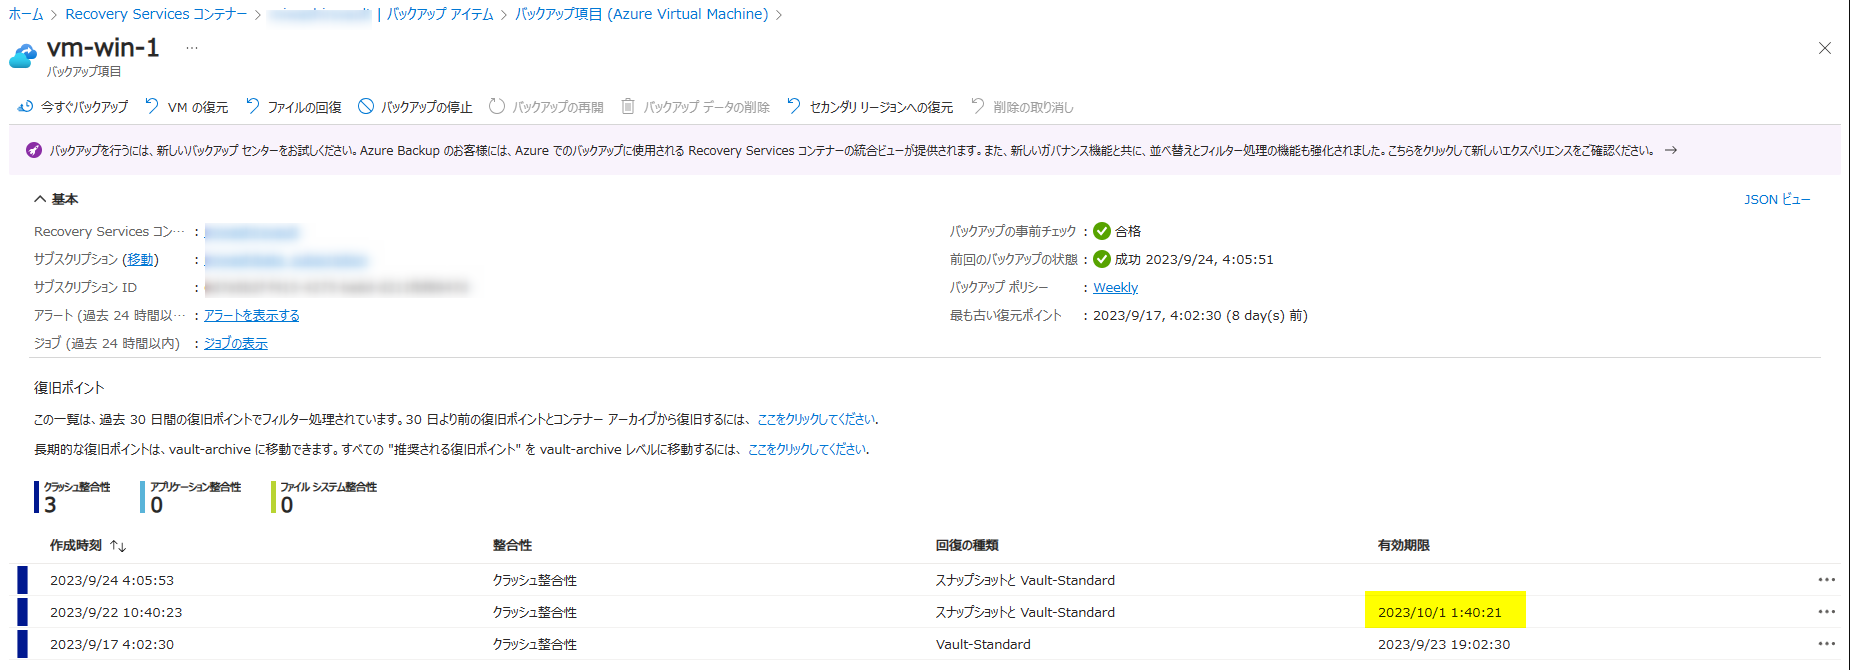 ホーム > Recovery Services コンテナー > | バックアップ アイテム > バックアップ項目 (Azure Virtual Machine) >
vm-win-1 ...
バックアップ項目
今すぐバックアップ VM の復元 ファイルの回復 バックアップの停止 バックアップの再開 バックアップ データの削除 セカンダリ リージョンへの復元 削除の取り消し
バックアップを行うには、新しいバックアップ センターをお試しください。Azure Backup のお客様には、Azure でのバックアップに使用される Recovery Services コンテナーの統合ビューが提供されます。また、新しいガバナンス機能と共に、並べ替えとフィルター処理の機能も強化されました。こちらをクリックして新しいエクスペリエンスをご確認ください。 →
基本 JSON ビュー
Recovery Services コン… :
サブスクリプション (移動) :
サブスクリプション ID :
アラート (過去 24 時間以… : アラートを表示する
ジョブ (過去 24 時間以内) : ジョブの表示
バックアップの事前チェック : 合格
前回のバックアップの状態 : 成功 2023/9/24, 4:05:51
バックアップ ポリシー : Weekly
最も古い復元ポイント : 2023/9/17, 4:02:30 (8 day(s) 前)
復旧ポイント
この一覧は、過去 30 日間の復旧ポイントでフィルター処理されています。30 日より前の復旧ポイントとコンテナー アーカイブから復旧するには、ここをクリックしてください.
長期的な復旧ポイントは、vault-archive に移動できます。すべての "推奨される復旧ポイント" を vault-archive レベルに移動するには、ここをクリックしてください.
クラッシュ整合性 アプリケーション整合性 ファイル システム整合性
3 0 0
作成時刻 ↑↓ 整合性 回復の種類 有効期限
2023/9/24 4:05:53 クラッシュ整合性 スナップショットと Vault-Standard ...
2023/9/22 10:40:23 クラッシュ整合性 スナップショットと Vault-Standard 2023/10/1 1:40:21 ...
2023/9/17 4:02:30 クラッシュ整合性 Vault-Standard 2023/9/23 19:02:30 ...